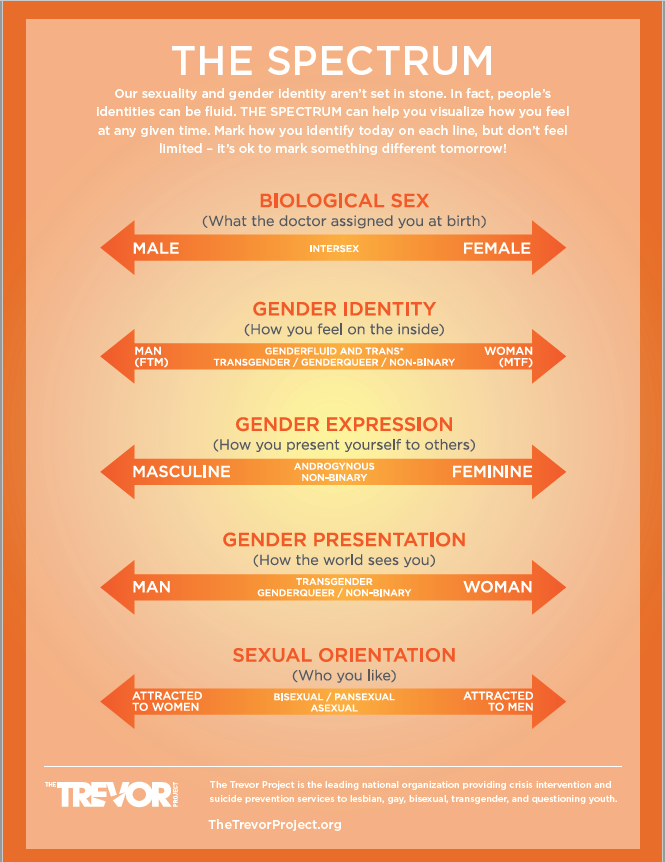 THE SPECTRUM
Our sexuality and gender identity aren't set in stone. In fact, people's
identities can be fluid. THE SPECTRUM can help you visualize how you feel
at any given time. Mark how you identify today on each line, but don't feel
limited – it's ok to mark something different tomorrow!
BIOLOGICAL SEX
(What the doctor assigned you at birth)
MALE INTERSEX FEMALE
GENDER IDENTITY
(How you feel on the inside)
MAN
(FTM)
GENDERFLUID AND TRANS*
TRANSGENDER / GENDERQUEER / NON-BINARY
WOMAN
(MTF)
GENDER EXPRESSION
(How you present yourself to others)
MASCULINE
ANDROGYNOUS
NON-BINARY
FEMININE
GENDER PRESENTATION
(How the world sees you)
MAN
TRANSGENDER
GENDERQUEER / NON-BINARY
WOMAN
SEXUAL ORIENTATION
(Who you like)
ATTRACTED
TO WOMEN
BISEXUAL / PANSEXUAL
ASEXUAL
ATTRACTED
TO MEN
THE TREVOR PROJECT
The Trevor Project is the leading national organization providing crisis intervention and
suicide prevention services to lesbian, gay, bisexual, transgender, and questioning youth.
TheTrevorProject.org